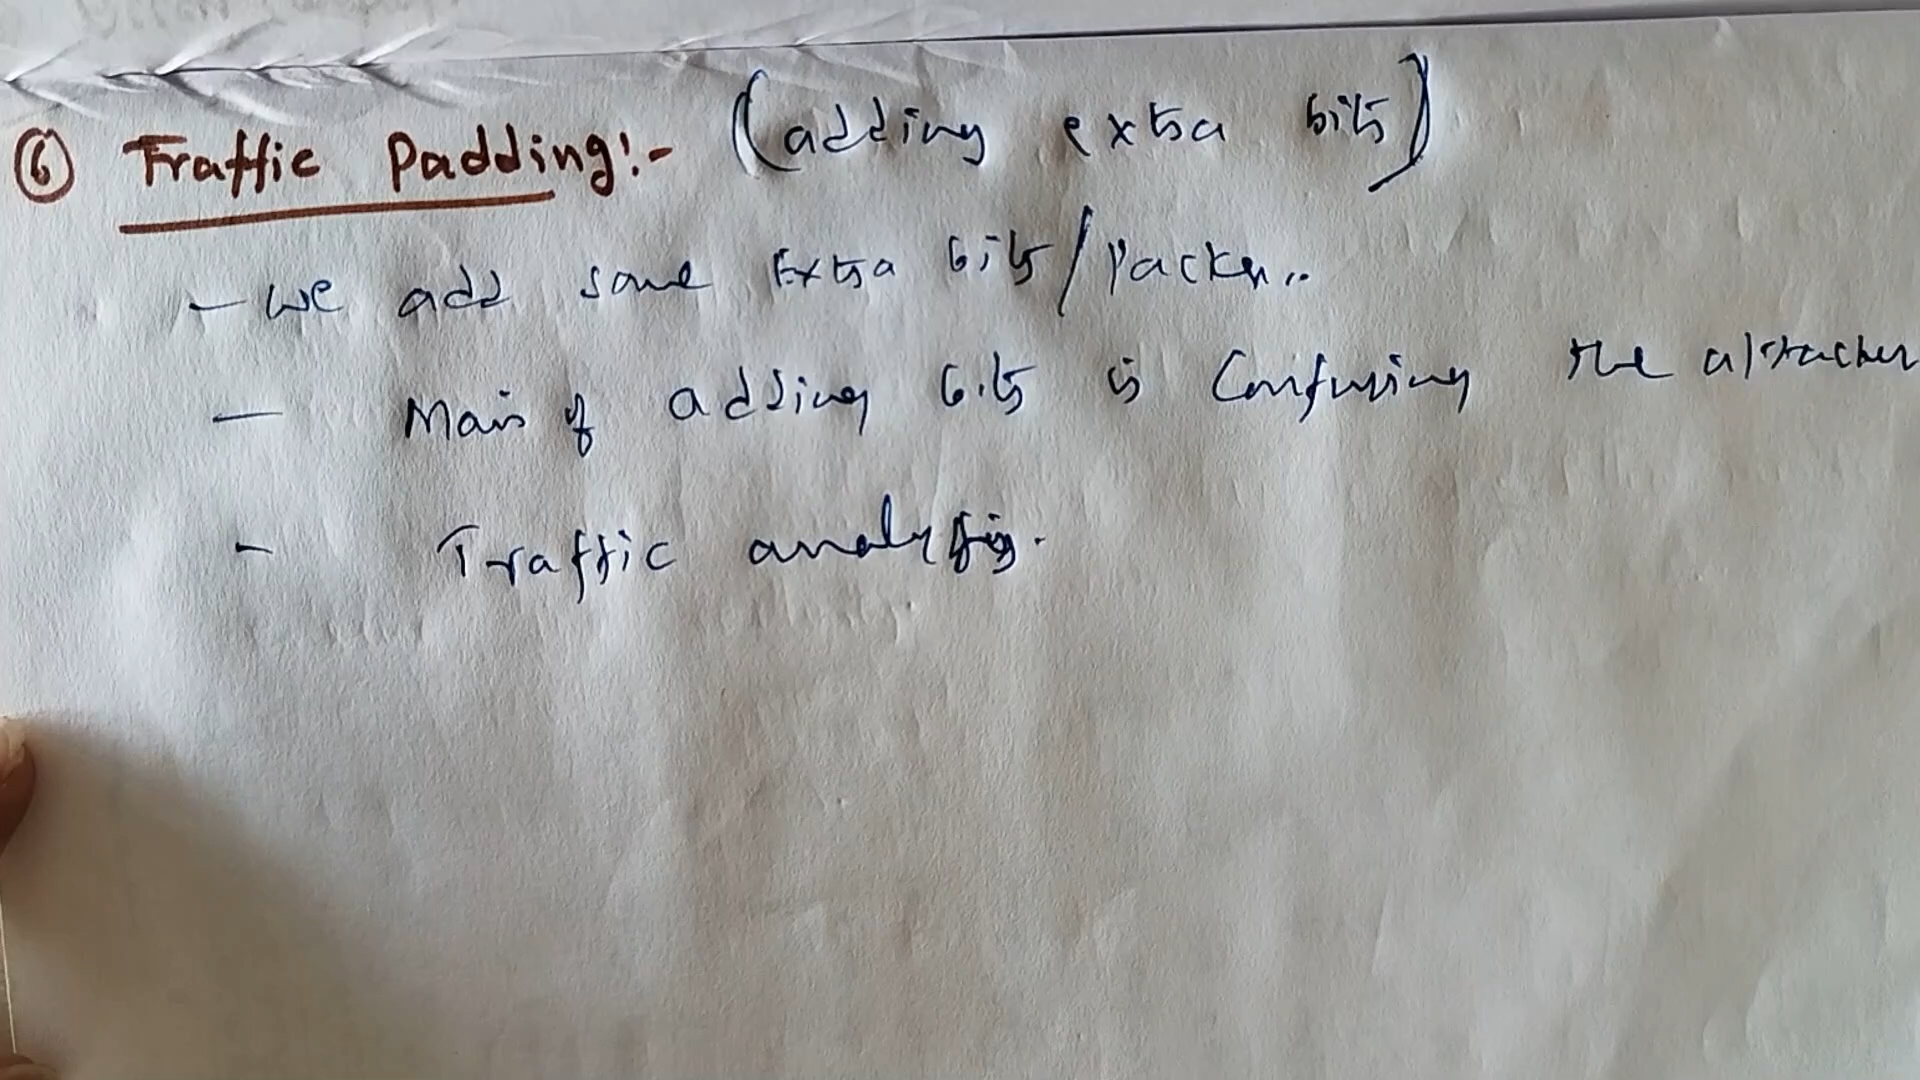 6 Traffic Padding:- (adding extra bits)
- we add some Extra bits/Packe..
- Main of adding bits is Confusing the attacker
- Traffic analysis.